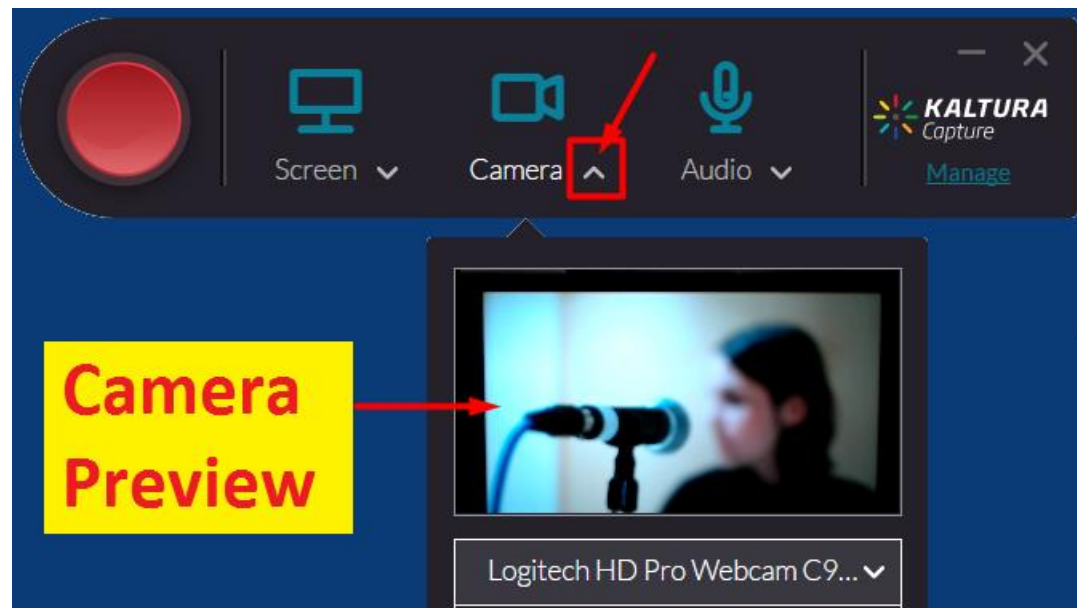 KALTURA
Capture
Screen Camera Audio Manage
Camera
Preview
Logitech HD Pro Webcam C9...